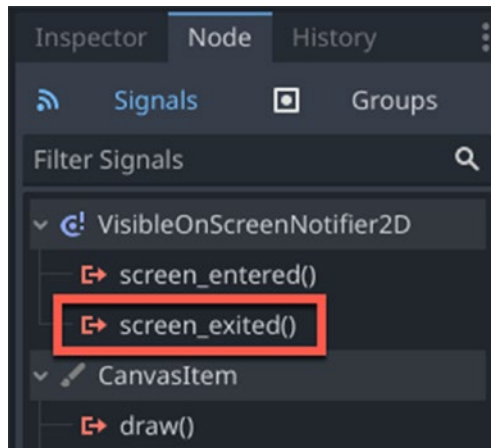 Inspector Node History
Signals Groups
Filter Signals
VisibleOnScreenNotifier2D
screen_entered()
screen_exited()
CanvasItem
draw()